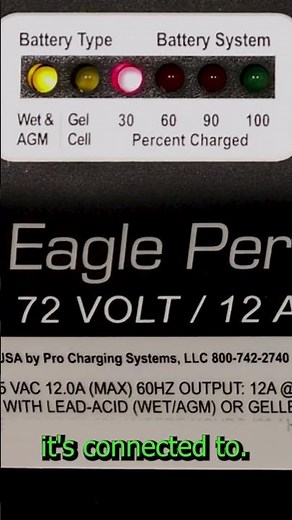 Battery Type Battery System
Wet & Gel 30 60 90 100
AGM Cell Percent Charged
Eagle Per
72 VOLT / 12 A
USA by Pro Charging Systems, LLC 800-742-2740
5 VAC 12.0A (MAX) 60HZ OUTPUT: 12A @
WITH LEAD-ACID (WET/AGM) OR GELLE
it's connected to.